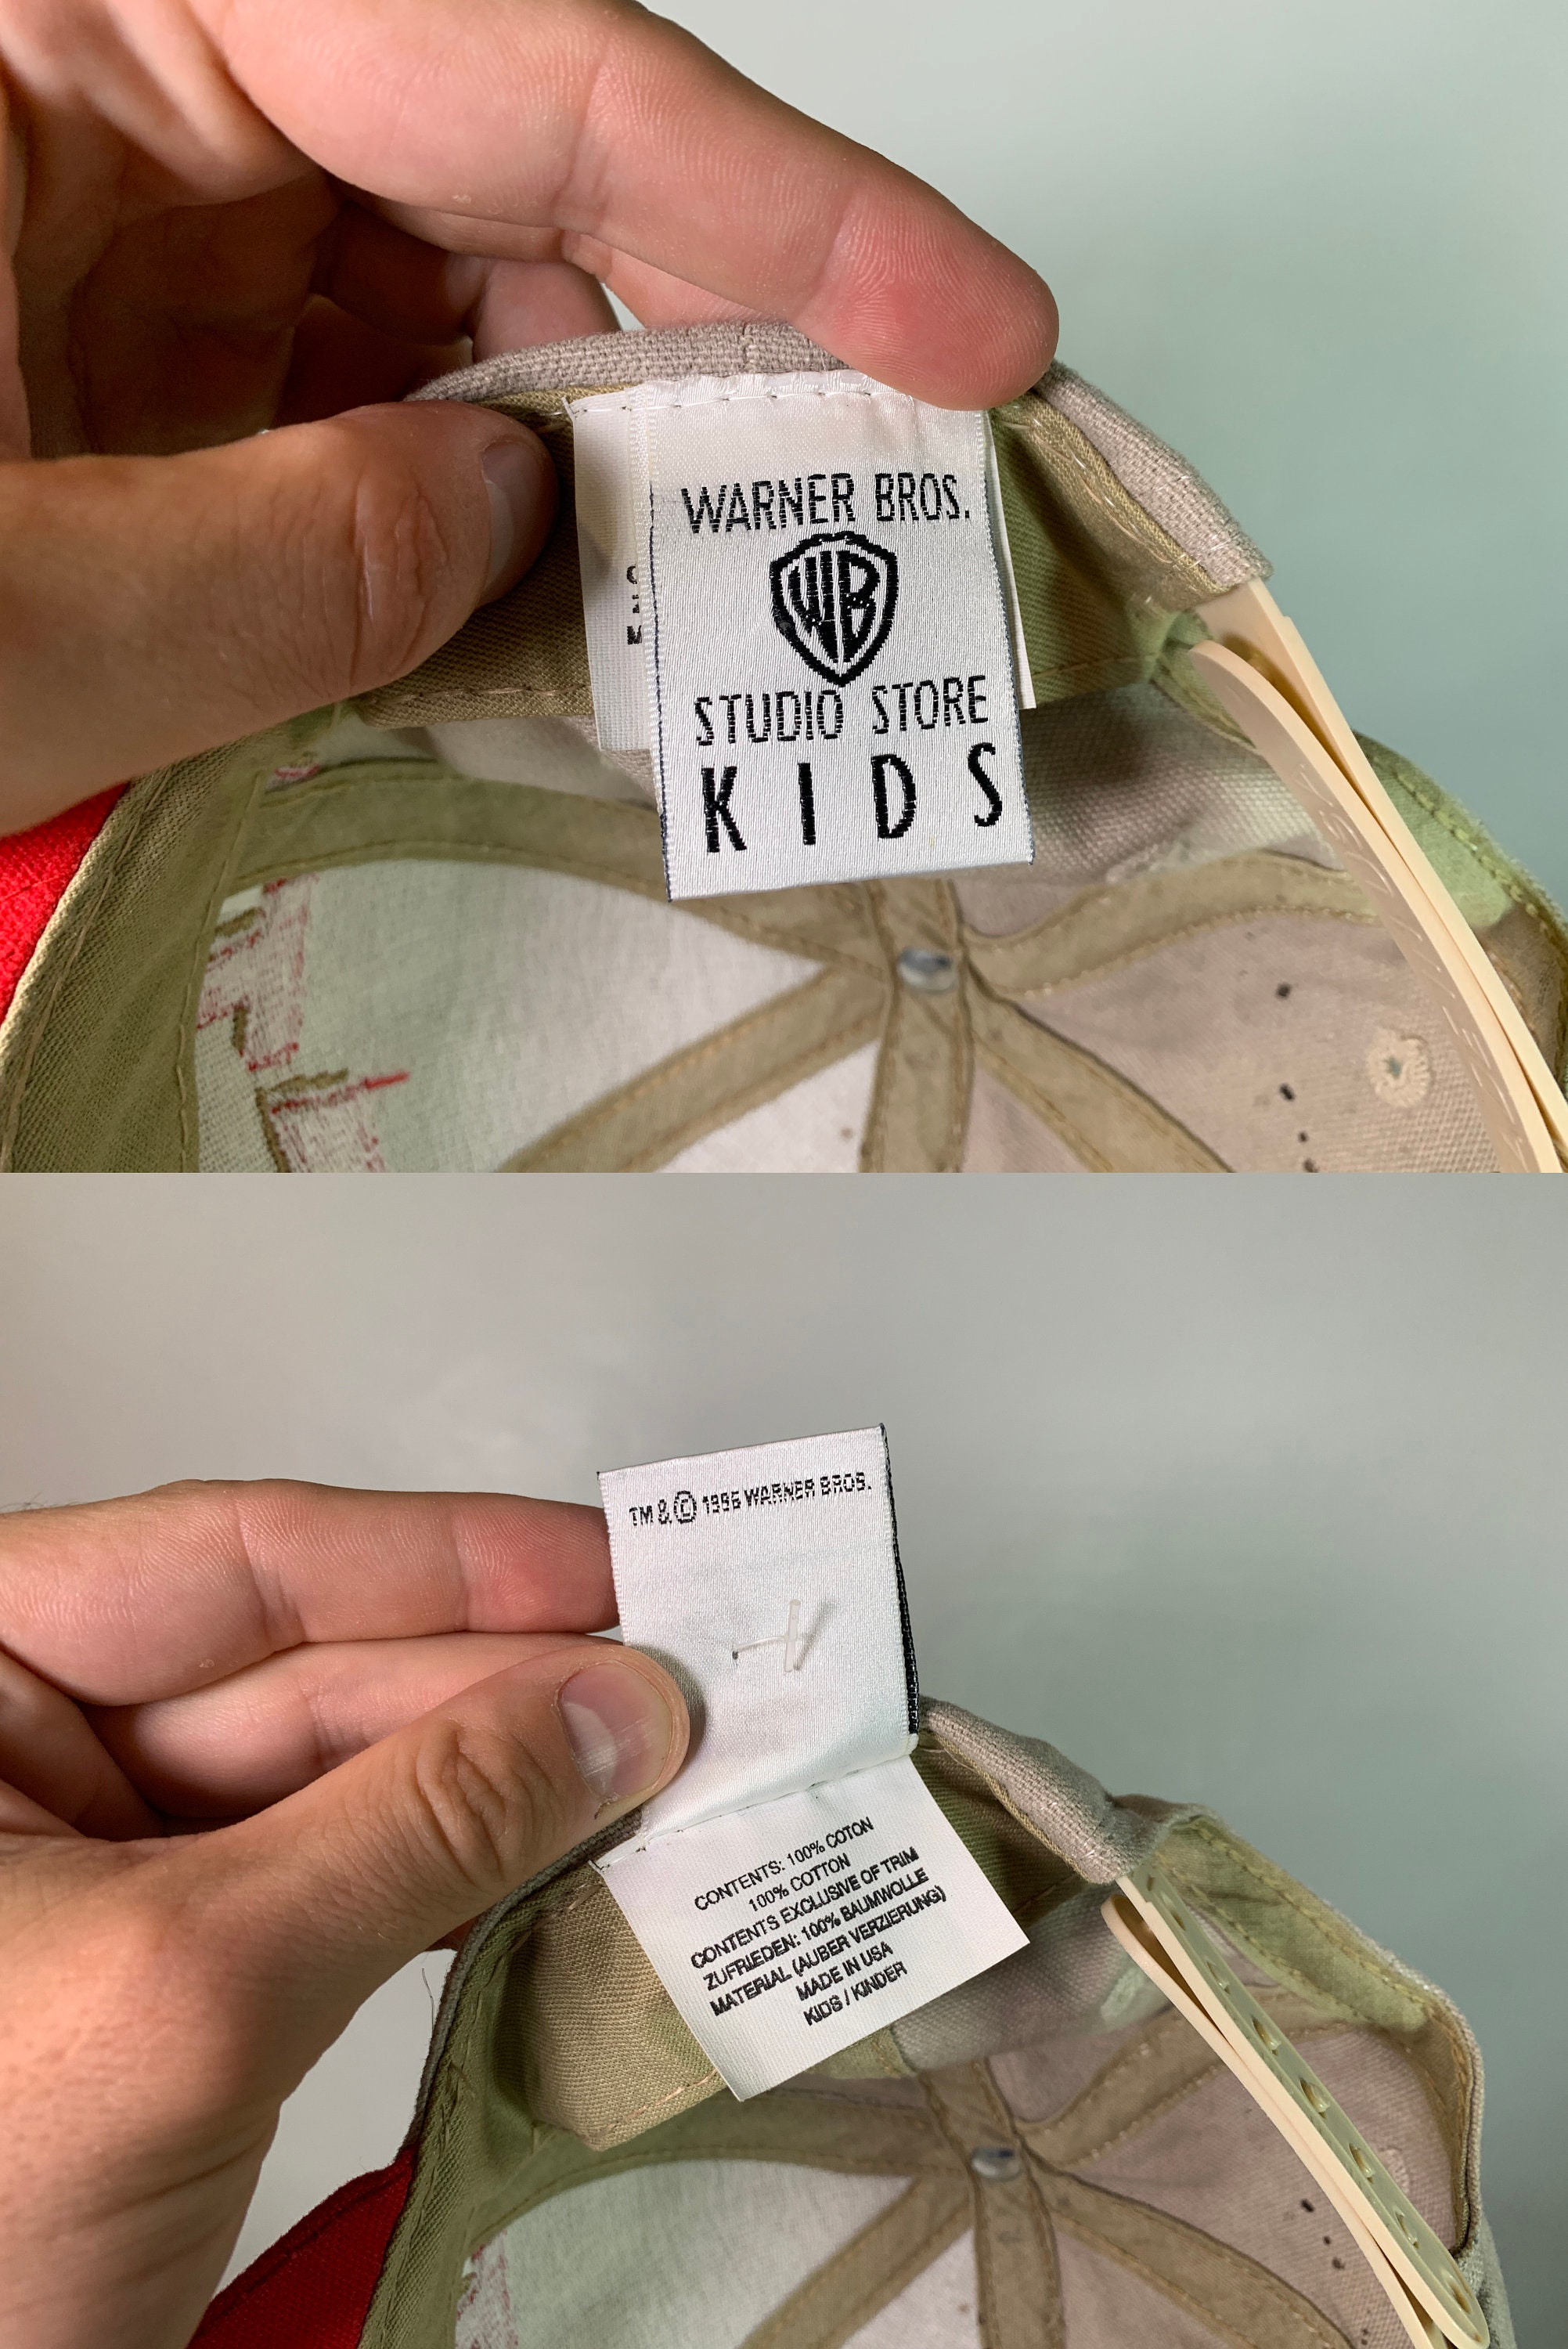 WARNER BROS.
WB
STUDIO STORE
KIDS
TM & © 1995 WARNER BROS.
CONTENTS: 100% COTON
100% COTTON
CONTENTS EXCLUSIVE OF TRIM
ZUFRIEDEN: 100% BAUMWOLLE
MATERIAL (AUBER VERZIERUNG)
MADE IN USA
KIDS / KINDER